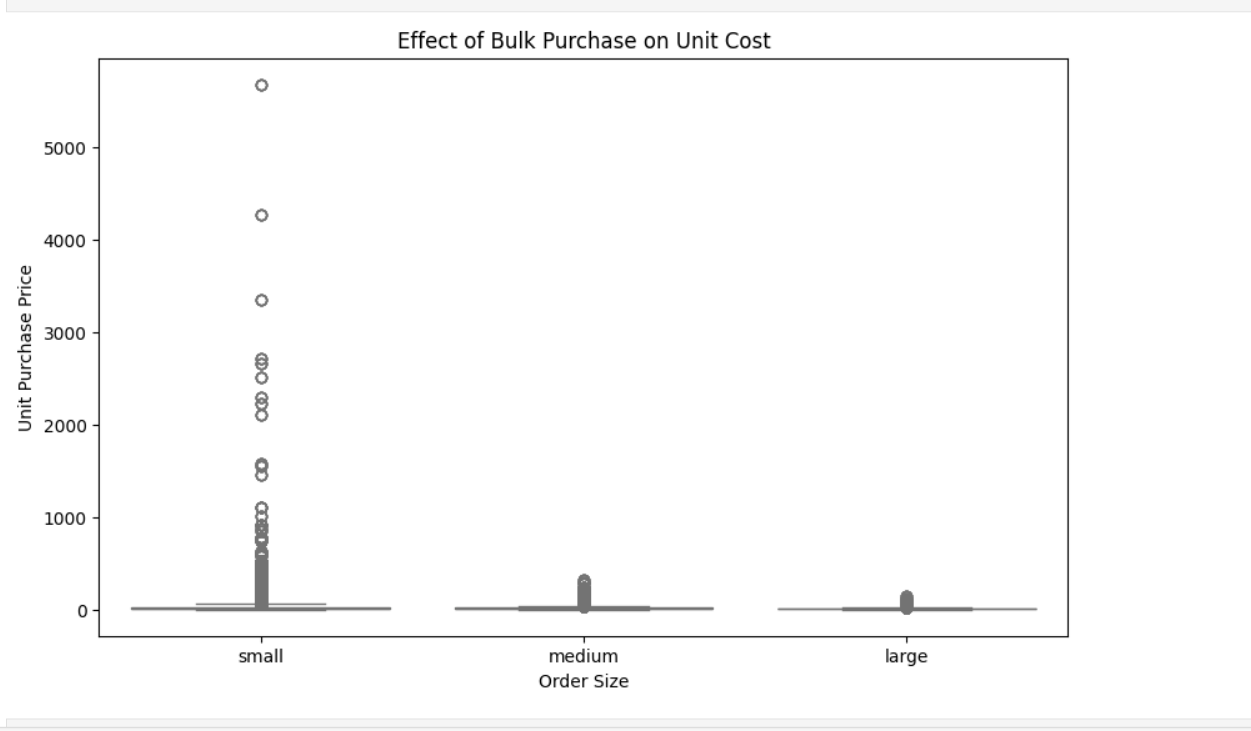 Effect of Bulk Purchase on Unit Cost
5000
4000
3000
2000
1000
0
Unit Purchase Price
small medium large
Order Size